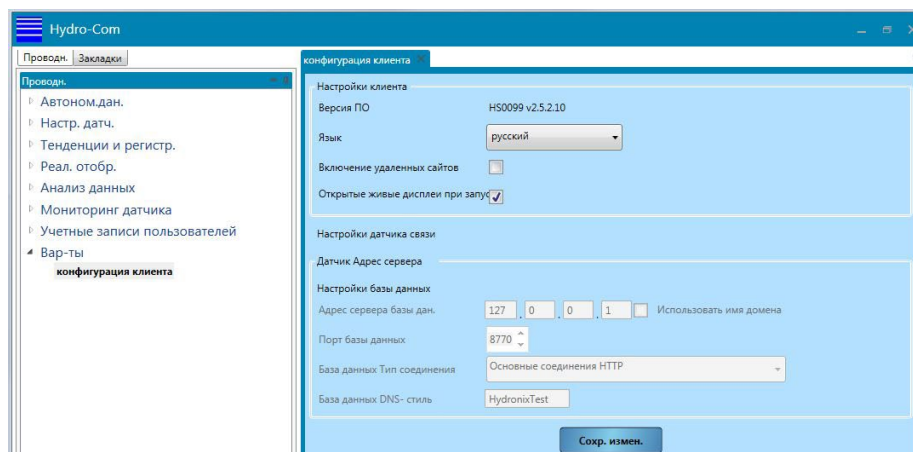 Hydro-Com
Проводн. Закладки
Проводн.
Автоном.дан.
Настр. датч.
Тенденции и регистр.
Реал. отобр.
Анализ данных
Мониторинг датчика
Учетные записи пользователей
Вар-ты
конфигурация клиента
конфигурация клиента
Настройки клиента
Версия ПО HS0099 v2.5.2.10
Язык русский
Включение удаленных сайтов
Открытые живые дисплеи при запус
Настройки датчика связи
Датчик Адрес сервера
Настройки базы данных
Адрес сервера базы дан. 127 . 0 . 0 . 1 Использовать имя домена
Порт базы данных 8770
База данных Тип соединения Основные соединения HTTP
База данных DNS- стиль HydronixTest
Сохр. измен.